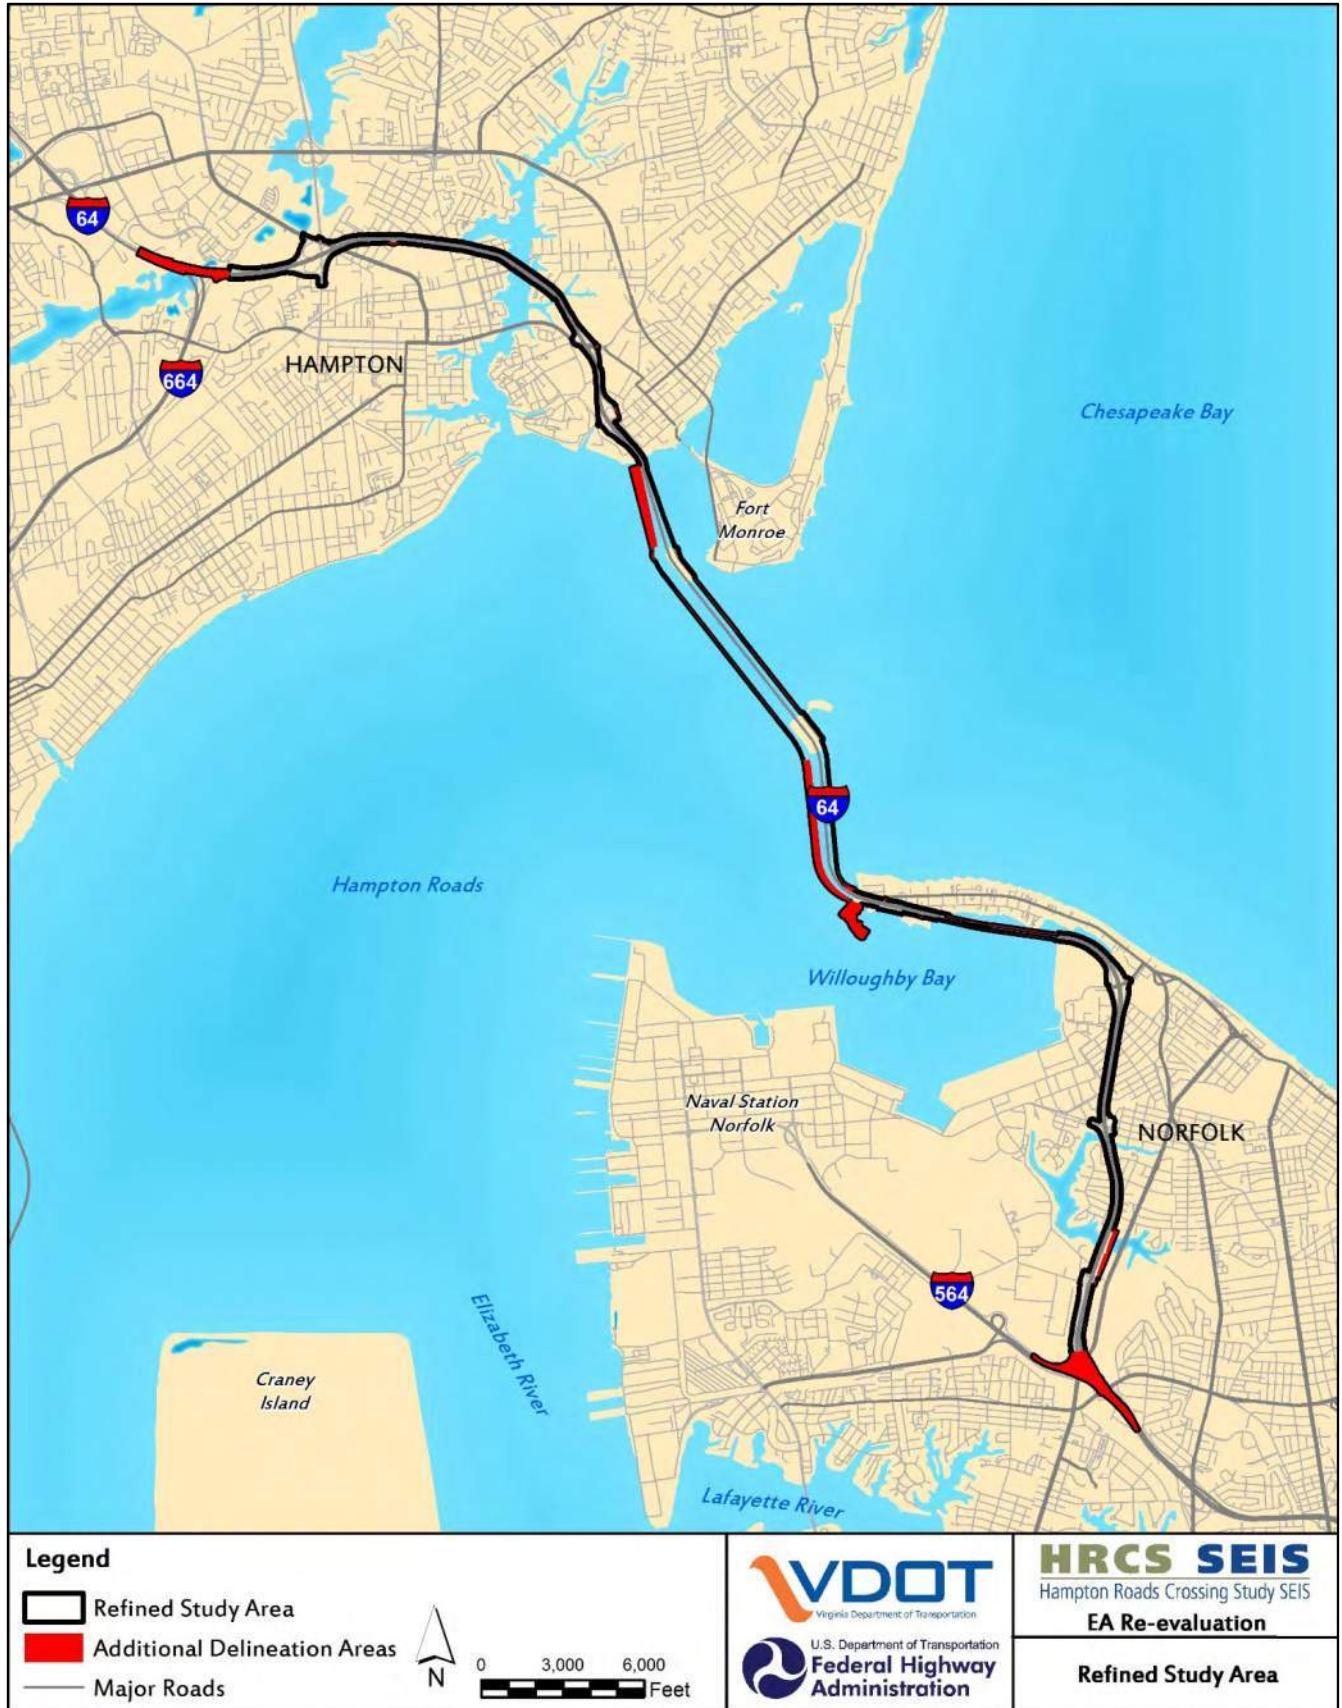 64
664
HAMPTON
Chesapeake Bay
Fort
Monroe
64
Hampton Roads
Willoughby Bay
Naval Station
Norfolk
NORFOLK
564
Elizabeth River
Craney
Island
Lafayette River
Legend
Refined Study Area
Additional Delineation Areas
Major Roads
N
0 3,000 6,000
Feet
VDOT
Virginia Department of Transportation
U.S. Department of Transportation
Federal Highway
Administration
HRCS SEIS
Hampton Roads Crossing Study SEIS
EA Re-evaluation
Refined Study Area